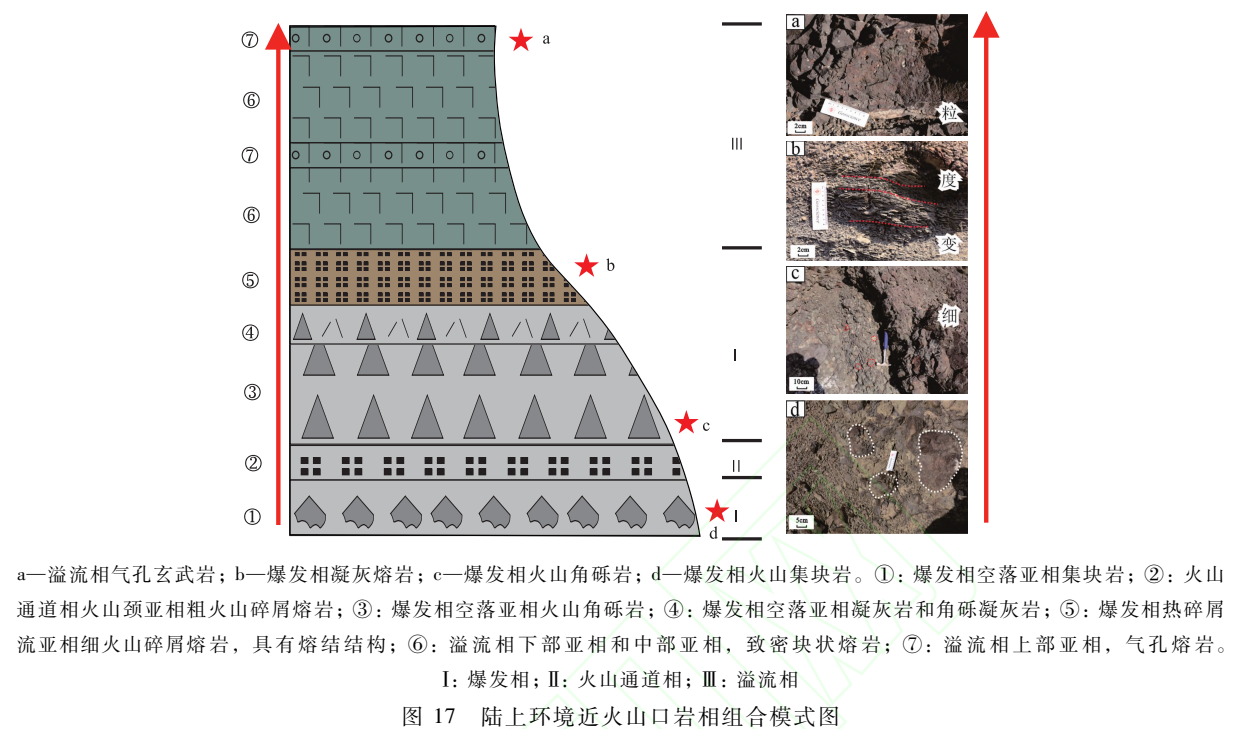 ⑦
a
⑥
⑦
⑥
⑤
b
④
③
c
②
①
d
Ⅲ
Ⅰ
Ⅱ
Ⅰ
a
粒
2cm
b
度
变
2cm
c
细
10cm
d
5cm
a—溢流相气孔玄武岩；b—爆发相凝灰熔岩；c—爆发相火山角砾岩；d—爆发相火山集块岩。①：爆发相空落亚相集块岩；②：火山
通道相火山颈亚相粗火山碎屑熔岩；③：爆发相空落亚相火山角砾岩；④：爆发相空落亚相凝灰岩和角砾凝灰岩；⑤：爆发相热碎屑
流亚相细火山碎屑熔岩，具有熔结结构；⑥：溢流相下部亚相和中部亚相，致密块状熔岩；⑦：溢流相上部亚相，气孔熔岩。
Ⅰ：爆发相；Ⅱ：火山通道相；Ⅲ：溢流相
图 17 陆上环境近火山口岩相组合模式图